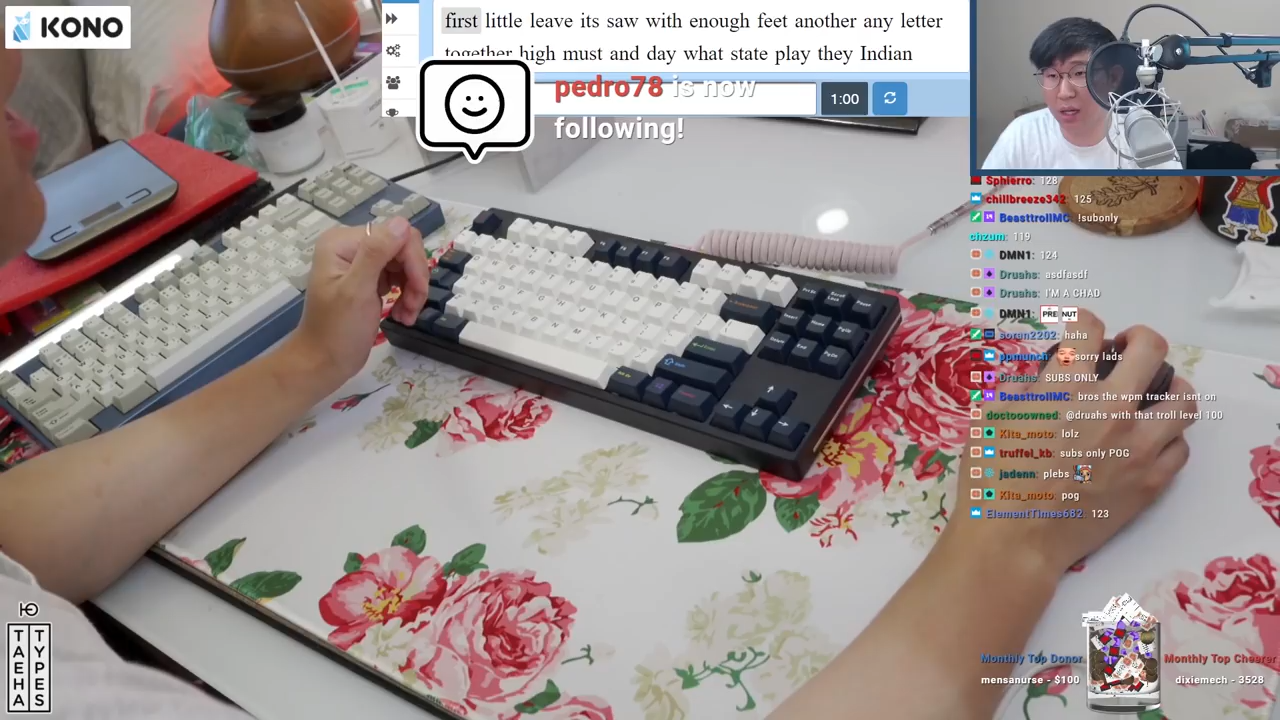 KONO
first little leave its saw with enough feet another any letter
together high must and day what state play they Indian
pedro78 is now
following!
1:00
Sphierro: 128
chillbreeze342 125
BeasttrollMC: !subonly
chzum: 119
DMN1: 124
Druahs: asdfasdf
Druahs: I'M A CHAD
DMN1: PRE NUT
soran2202: haha
ppmuncti: sorry lads
Druahs: SUBS ONLY
BeasttrollMC: bros the wpm tracker isnt on
doctooowned: @druahs with that troll level 100
Kita_moto: lolz
truffel_kb: subs only POG
jadenn: plebs
Kita_moto: pog
ElementTimes682: 123
TAEHA
TYPES
Monthly Top Donor
mensanurse - $100
Monthly Top Cheerer
dixiemech - 3528